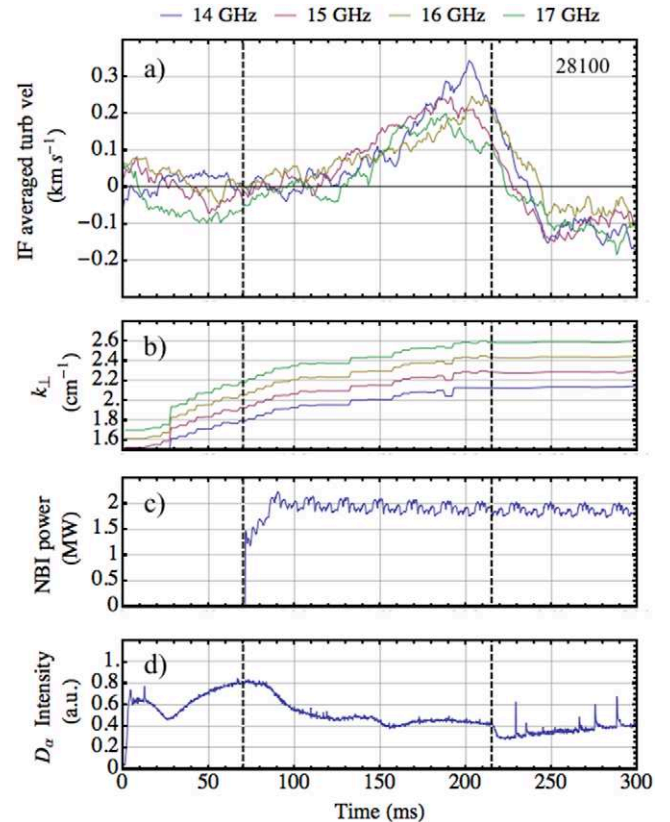 14 GHz 15 GHz 16 GHz 17 GHz
a) 28100
IF averaged turb vel
(km s⁻¹)
0.3
0.2
0.1
0
−0.1
−0.2
b)
k⊥
(cm⁻¹)
2.6
2.4
2.2
2.
1.8
1.6
c)
NBI power
(MW)
2
1.5
1
0.5
0
d)
Dα Intensity
(a.u.)
1.
0.8
0.6
0.4
0.2
0
0 50 100 150 200 250 300
Time (ms)